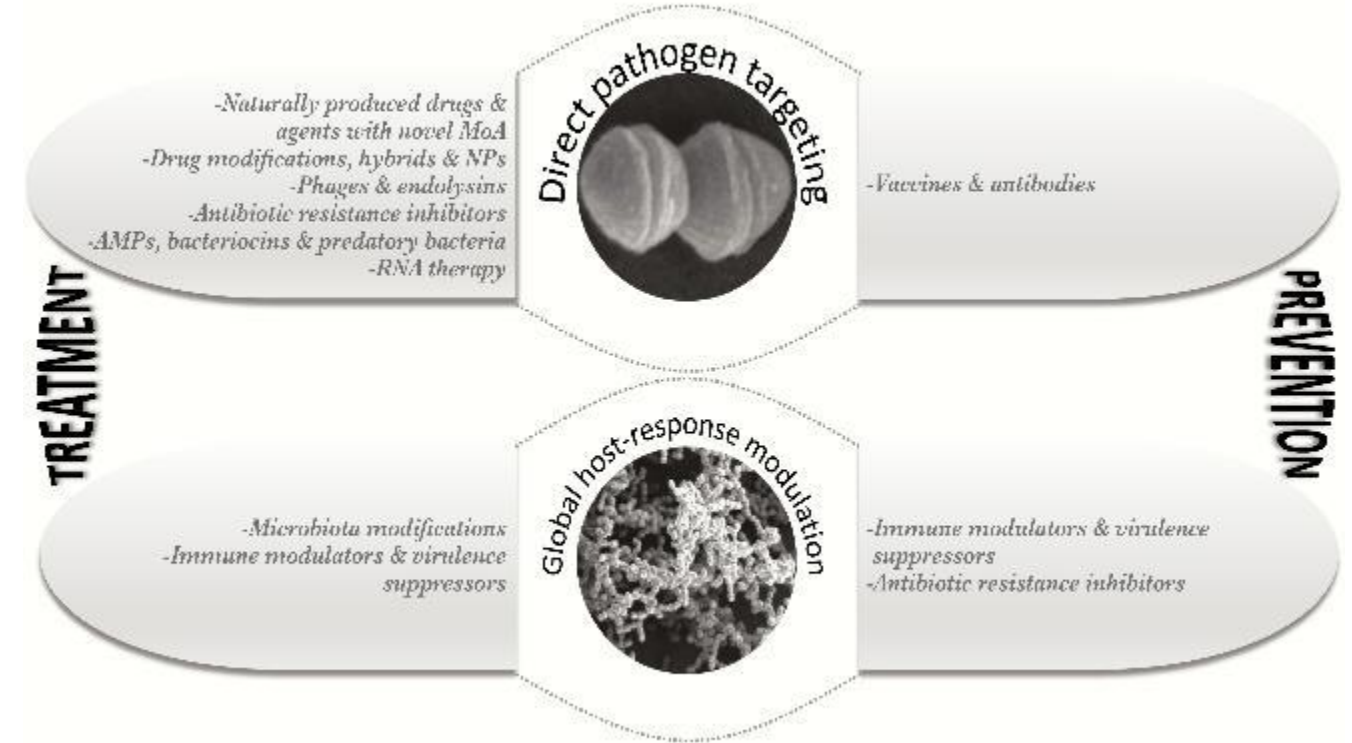 Direct pathogen targeting
-Naturally produced drugs &
agents with novel MoA
-Drug modifications, hybrids & NPs
-Phages & endolysins
-Antibiotic resistance inhibitors
-AMPs, bacteriocins & predatory bacteria
-RNA therapy
-Vaccines & antibodies
TREATMENT
PREVENTION
Global host-response modulation
-Microbiota modifications
-Immune modulators & virulence
suppressors
-Immune modulators & virulence
suppressors
-Antibiotic resistance inhibitors